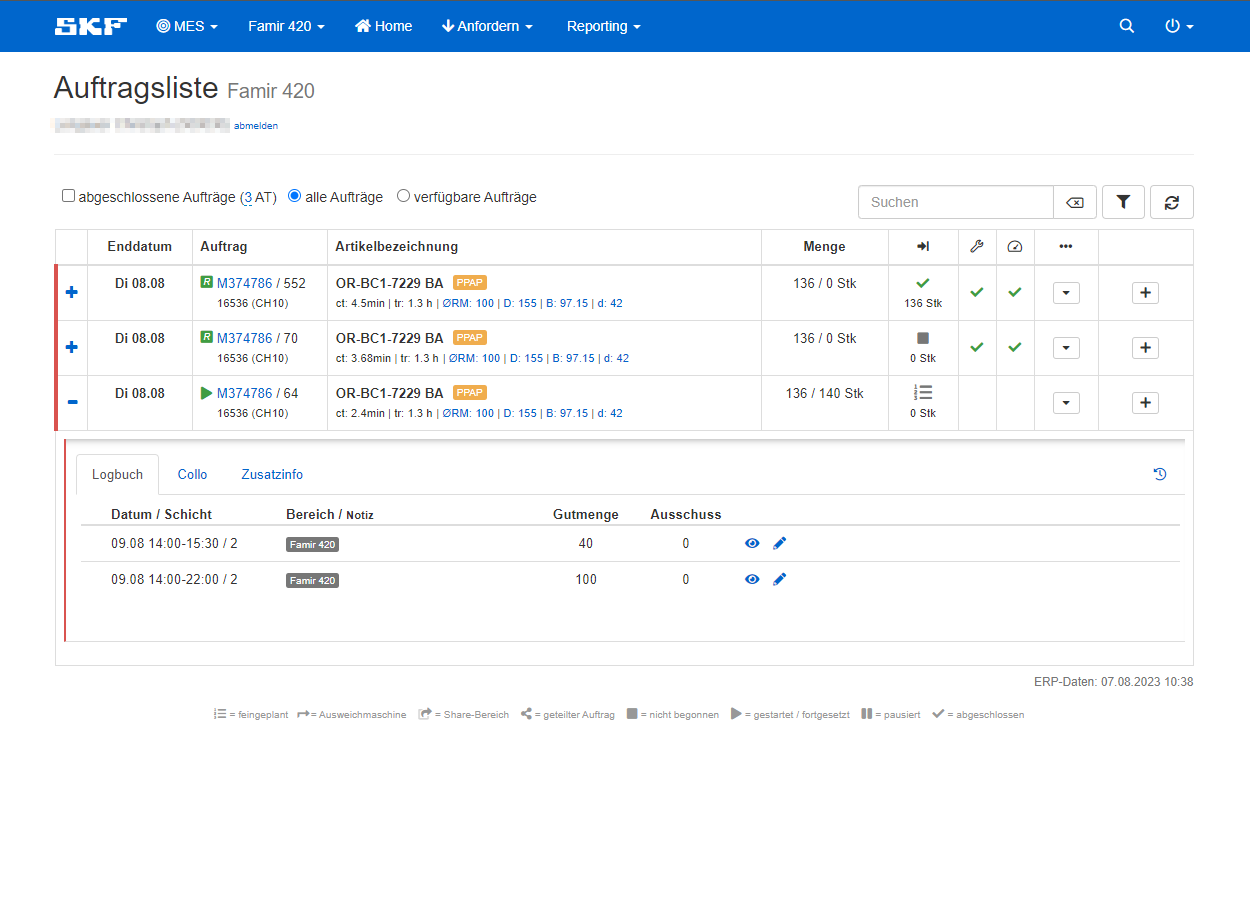 SKF MES Famir 420 Home Anfordern Reporting
Auftragsliste Famir 420
abmelden
abgeschlossene Aufträge (3 AT) alle Aufträge verfügbare Aufträge Suchen
Enddatum Auftrag Artikelbezeichnung Menge
Di 08.08 R M374786 / 552 OR-BC1-7229 BA PPAP 136 / 0 Stk
16536 (CH10) ct: 4.5min | tr: 1.3 h | ØRM: 100 | D: 155 | B: 97.15 | d: 42 136 Stk
Di 08.08 R M374786 / 70 OR-BC1-7229 BA PPAP 136 / 0 Stk
16536 (CH10) ct: 3.68min | tr: 1.3 h | ØRM: 100 | D: 155 | B: 97.15 | d: 42 0 Stk
Di 08.08 M374786 / 64 OR-BC1-7229 BA PPAP 136 / 140 Stk
16536 (CH10) ct: 2.4min | tr: 1.3 h | ØRM: 100 | D: 155 | B: 97.15 | d: 42 0 Stk
Logbuch Collo Zusatzinfo
Datum / Schicht Bereich / Notiz Gutmenge Ausschuss
09.08 14:00-15:30 / 2 Famir 420 40 0
09.08 14:00-22:00 / 2 Famir 420 100 0
ERP-Daten: 07.08.2023 10:38
= feingeplant = Ausweichmaschine = Share-Bereich = geteilter Auftrag = nicht begonnen = gestartet / fortgesetzt = pausiert = abgeschlossen